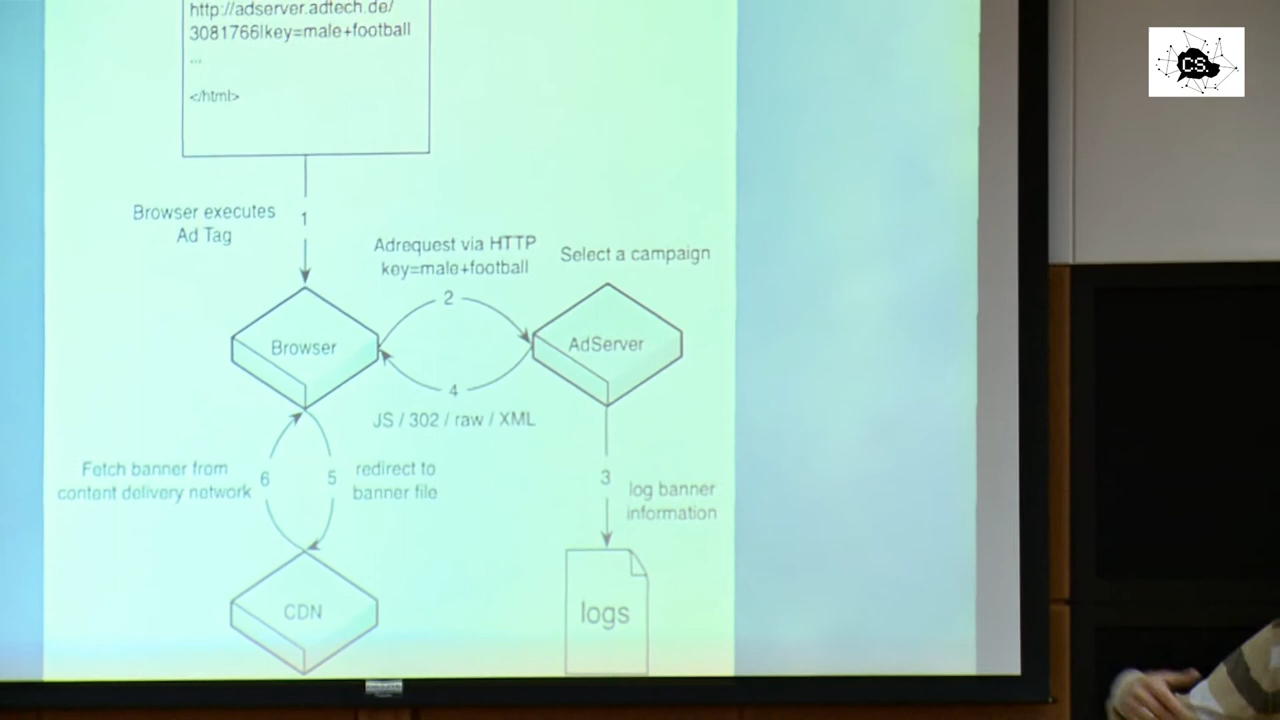 http://adserver.adtech.de/
3081766lkey=male+football
...
</html>
CS.
Browser executes
Ad Tag
1
Adrequest via HTTP
key=male+football
Select a campaign
2
Browser
AdServer
4
JS / 302 / raw / XML
Fetch banner from
content delivery network
6
5
redirect to
banner file
3
log banner
information
CDN
logs